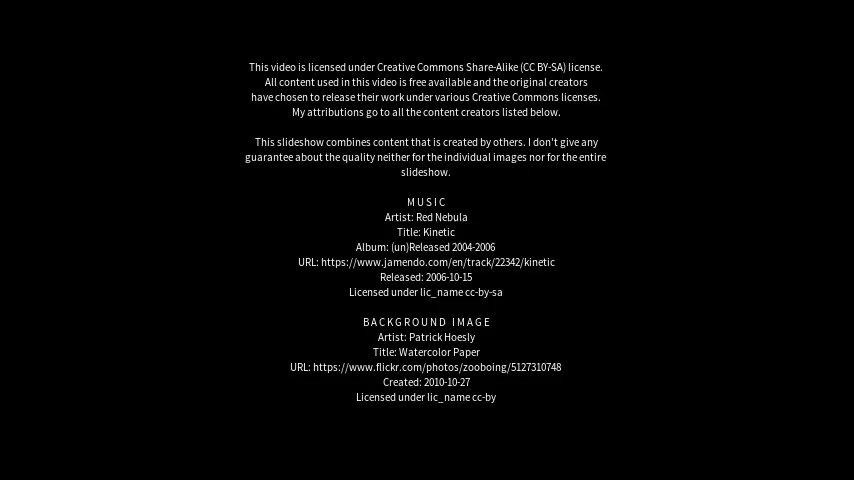 This video is licensed under Creative Commons Share-Alike (CC BY-SA) license.
All content used in this video is free available and the original creators
have chosen to release their work under various Creative Commons licenses.
My attributions go to all the content creators listed below.
This slideshow combines content that is created by others. I don't give any
guarantee about the quality neither for the individual images nor for the entire
slideshow.
MUSIC
Artist: Red Nebula
Title: Kinetic
Album: (un)Released 2004-2006
URL: https://www.jamendo.com/en/track/22342/kinetic
Released: 2006-10-15
Licensed under lic_name cc-by-sa
BACKGROUND IMAGE
Artist: Patrick Hoesly
Title: Watercolor Paper
URL: https://www.flickr.com/photos/zooboing/5127310748
Created: 2010-10-27
Licensed under lic_name cc-by